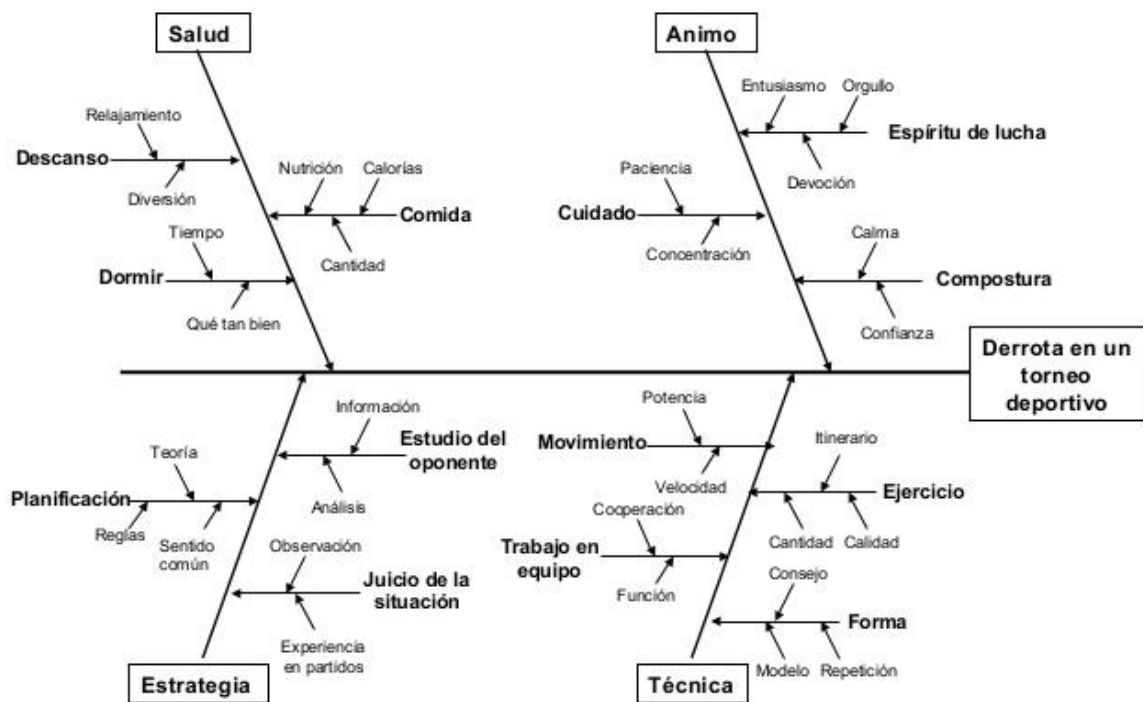 Salud
Animo
Entusiasmo
Orgullo
Relajamiento
Espíritu de lucha
Descanso
Nutrición
Calorías
Paciencia
Devoción
Diversión
Comida
Cuidado
Tiempo
Calma
Cantidad
Concentración
Dormir
Compostura
Qué tan bien
Confianza
Derrota en un
torneo
deportivo
Información
Potencia
Estudio del
oponente
Movimiento
Itinerario
Teoría
Planificación
Velocidad
Ejercicio
Análisis
Cooperación
Reglas
Sentido
común
Observación
Trabajo en
equipo
Cantidad
Calidad
Consejo
Juicio de la
situación
Función
Forma
Experiencia
en partidos
Modelo
Repetición
Estrategia
Técnica